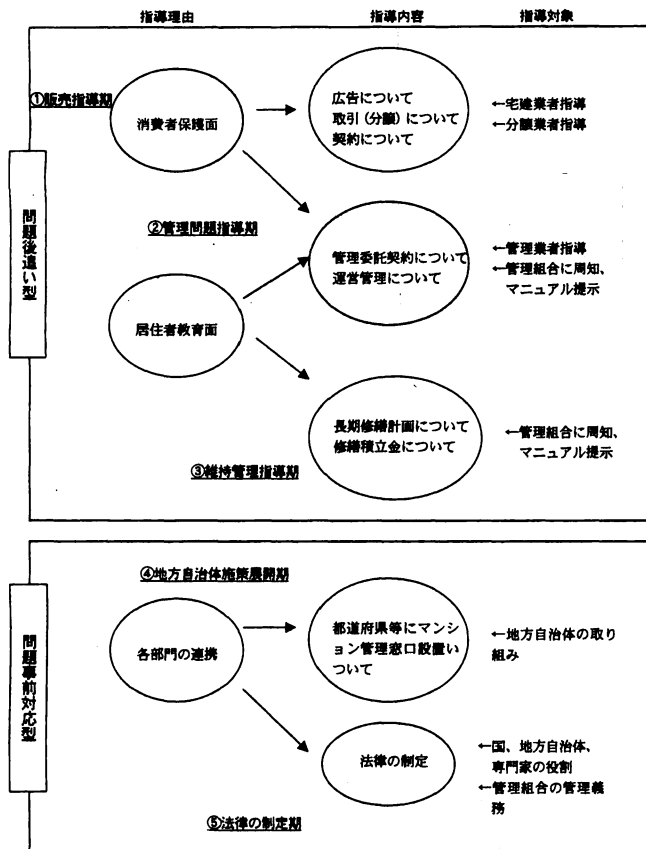 指導理由
指導内容
指導対象
①販売指導期
消費者保護面
広告について
取引（分譲）について
契約について
←宅建業者指導
←分譲業者指導
問題後追い型
②管理問題指導期
管理委託契約について
運営管理について
←管理業者指導
←管理組合に周知、
マニュアル提示
居住者教育面
長期修繕計画について
修繕積立金について
←管理組合に周知、
マニュアル提示
③維持管理指導期
④地方自治体施策展開期
問題事前対応型
各部門の連携
都道府県等にマンシ
ョン管理窓口設置い
ついて
←地方自治体の取り
組み
法律の制定
←国、地方自治体、
専門家の役割
←管理組合の管理義
務
⑤法律の制定期